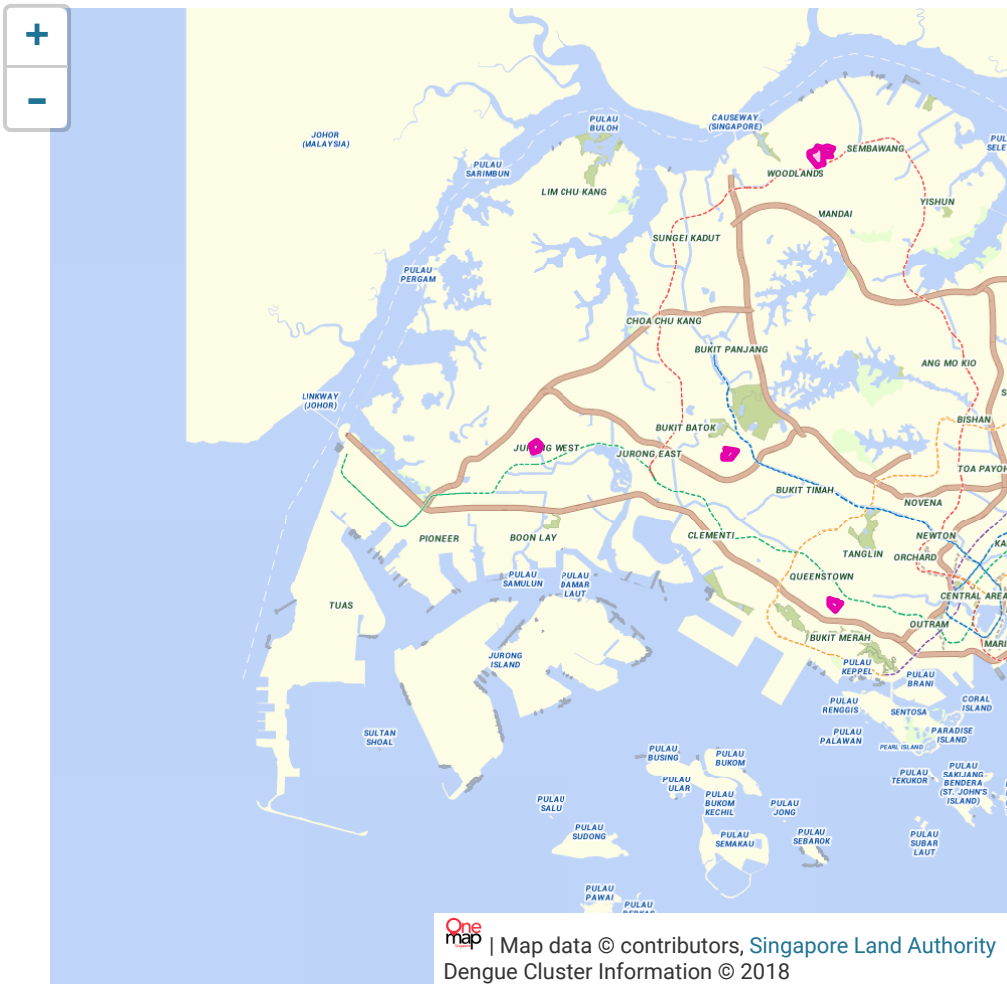 +
-
JOHOR
(MALAYSIA)
PULAU
BULOH
CAUSEWAY
(SINGAPORE)
SEMBAWANG
PULAU
SARIMBUN
WOODLANDS
LIM CHU KANG
YISHUN
MANDAI
SUNGEI KADUT
PULAU
PERGAM
CHOA CHU KANG
BUKIT PANJANG
ANG MO KIO
LINKWAY
(JOHOR)
BISHAN
BUKIT BATOK
JURONG WEST
JURONG EAST
BUKIT TIMAH
NOVENA
PIONEER
BOON LAY
CLEMENTI
NEWTON
TANGLIN
ORCHARD
QUEENSTOWN
PULAU
SAMULUN
PULAU
DAMAR
LAUT
CENTRAL AREA
TUAS
OUTRAM
BUKIT MERAH
JURONG
ISLAND
PULAU
KEPPEL
PULAU
BRANI
PULAU
RENGGIS
SENTOSA
CORAL
ISLAND
SULTAN
SHOAL
PULAU
PALAWAN
PARADISE
ISLAND
PEARL ISLAND
PULAU
BUSING
PULAU
BUKOM
PULAU
ULAR
PULAU
TEKUKOR
PULAU
SAKIJANG
BENDERA
(ST. JOHN'S
ISLAND)
PULAU
SALU
PULAU
BUKOM
KECHIL
PULAU
JONG
PULAU
SUDONG
PULAU
SEMAKAU
PULAU
SEBAROK
PULAU
SUBAR
LAUT
PULAU
PAWAI
PULAU
One
map
| Map data © contributors, Singapore Land Authority
Dengue Cluster Information © 2018